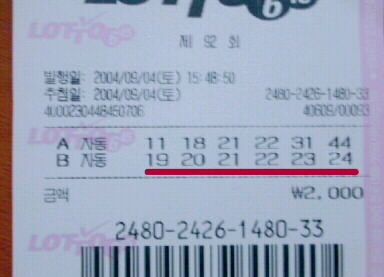 LOTTO 6
제 92 회
발행일 : 2004/09/04(토) 15:48:50
추첨일 : 2004/09/04(토) 2480-2426-1480-33
4000230448450706 40609/00093
A 자동 11 18 21 22 31 44
B 자동 19 20 21 22 23 24
금액 ₩2,000
2480-2426-1480-33